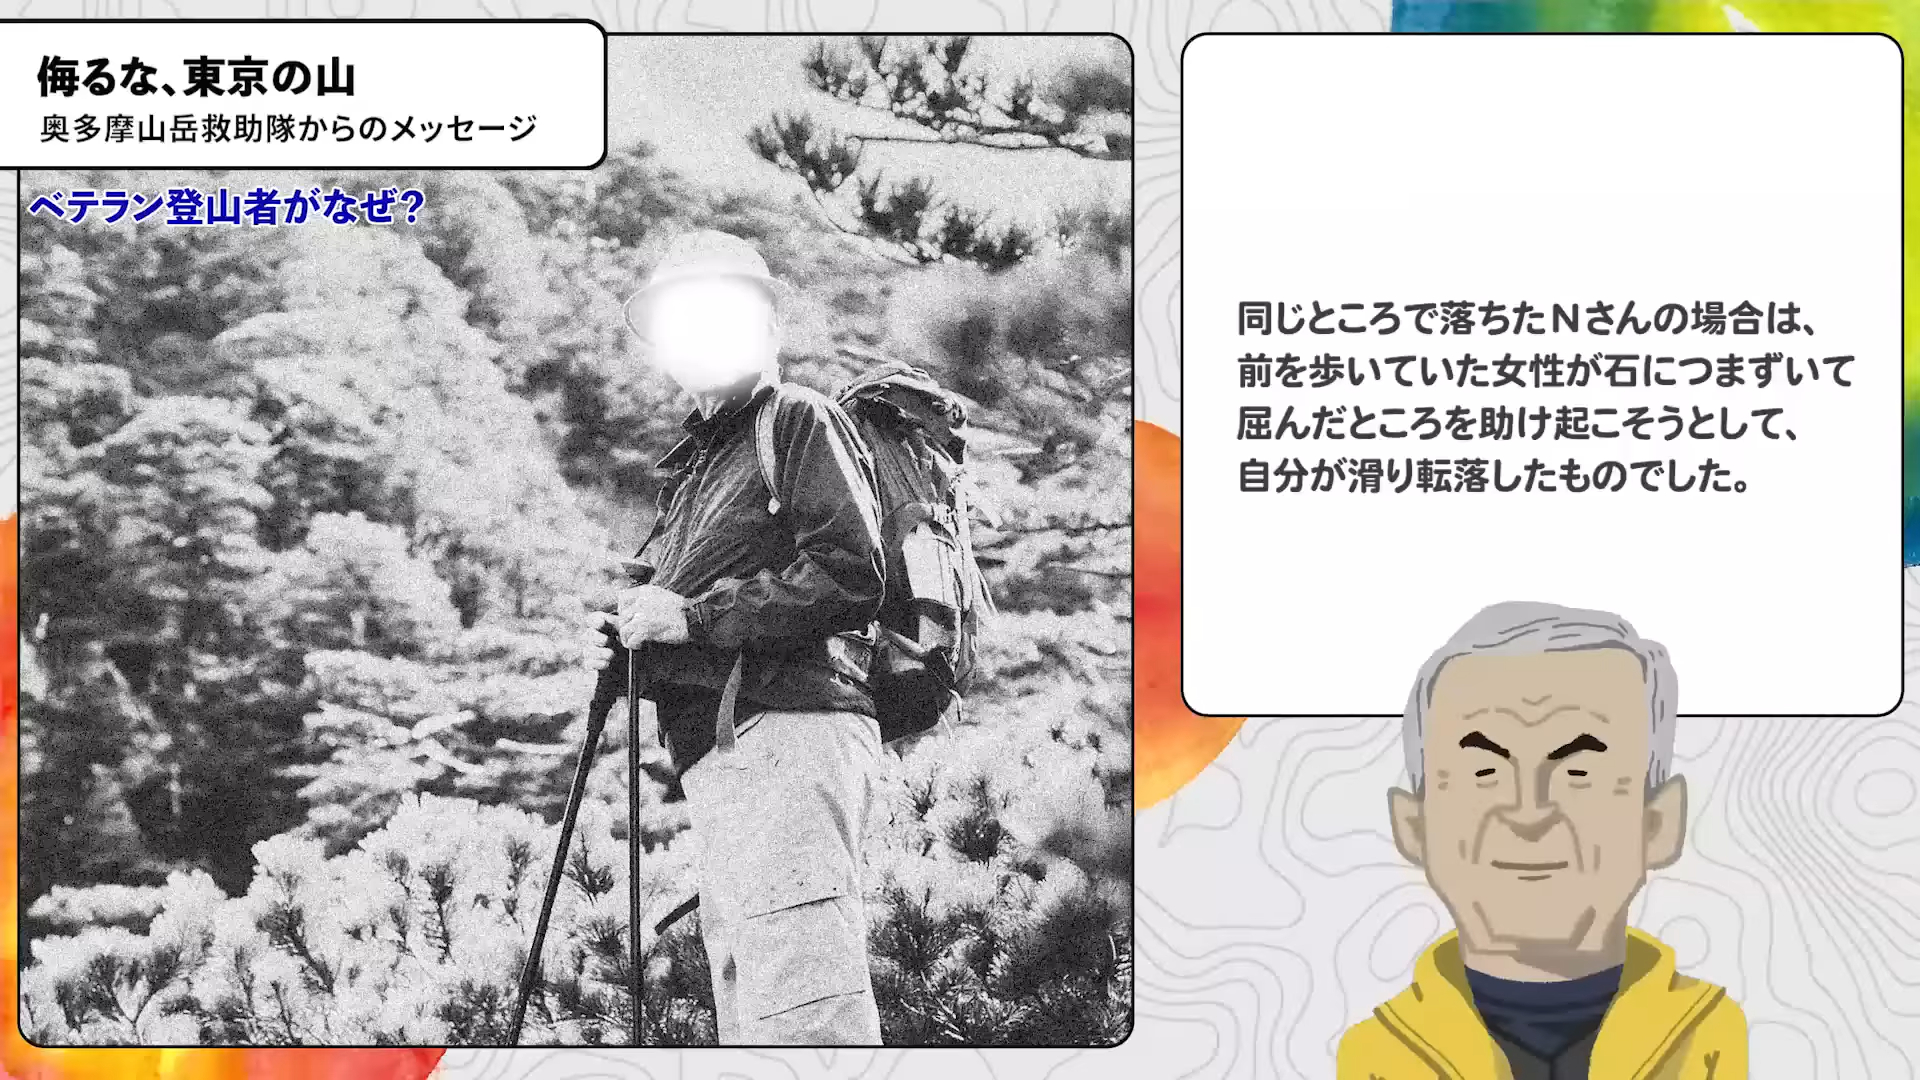 侮るな、東京の山
奥多摩山岳救助隊からのメッセージ
ベテラン登山者がなぜ？
同じところで落ちたNさんの場合は、
前を歩いていた女性が石につまずいて
屈んだところを助け起こそうとして、
自分が滑り転落したものでした。